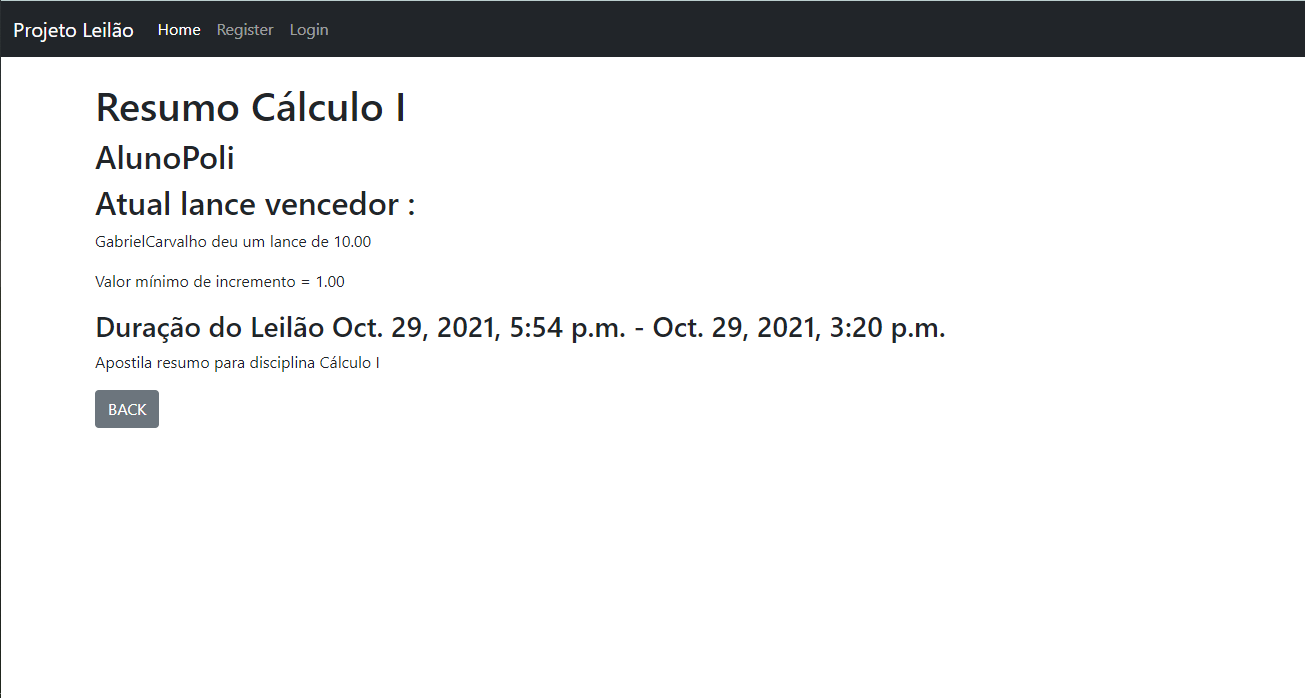 Projeto Leilão Home Register Login
Resumo Cálculo I
AlunoPoli
Atual lance vencedor :
GabrielCarvalho deu um lance de 10.00
Valor mínimo de incremento = 1.00
Duração do Leilão Oct. 29, 2021, 5:54 p.m. - Oct. 29, 2021, 3:20 p.m.
Apostila resumo para disciplina Cálculo I
BACK